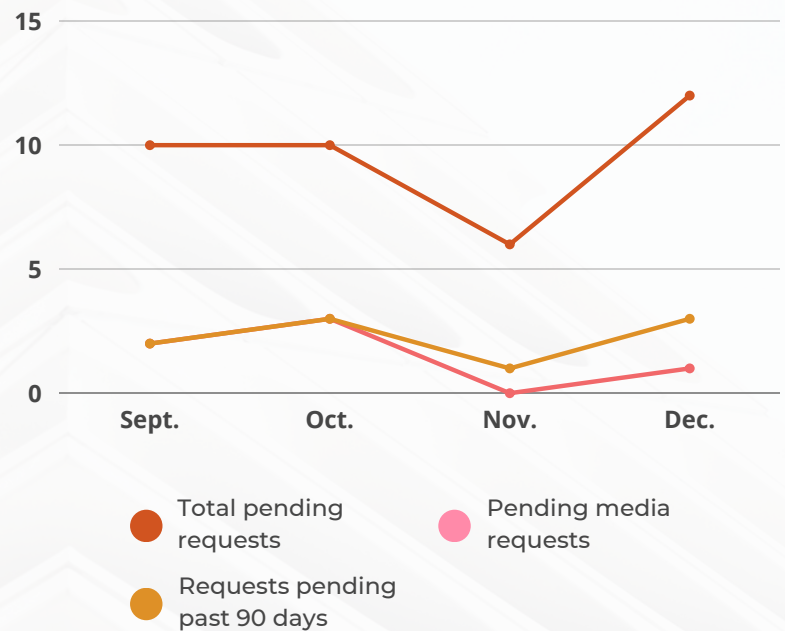 15
10
5
0
Sept. Oct. Nov. Dec.
Total pending
requests
Pending media
requests
Requests pending
past 90 days